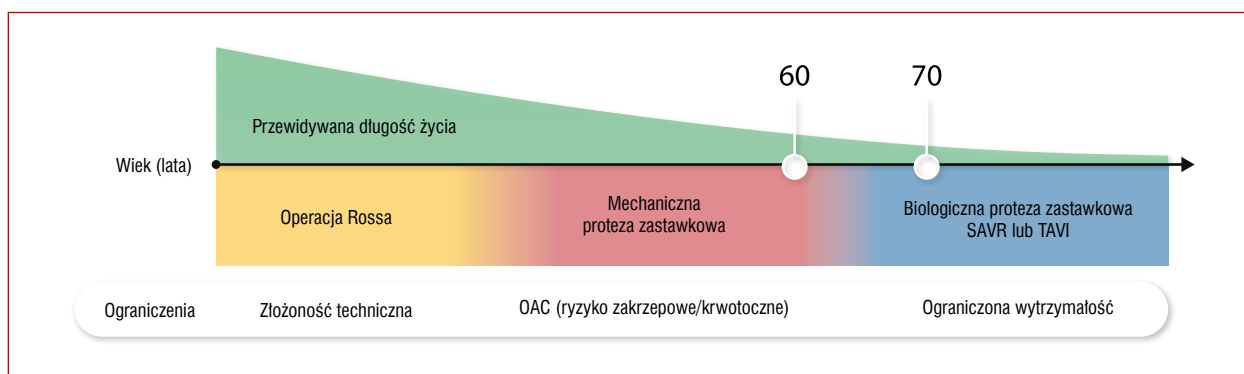 60
70
Przewidywana długość życia
Wiek (lata)
Operacja Rossa
Mechaniczna
proteza zastawkowa
Biologiczna proteza zastawkowa
SAVR lub TAVI
Ograniczenia
Złożoność techniczna
OAC (ryzyko zakrzepowe/krwotoczne)
Ograniczona wytrzymałość